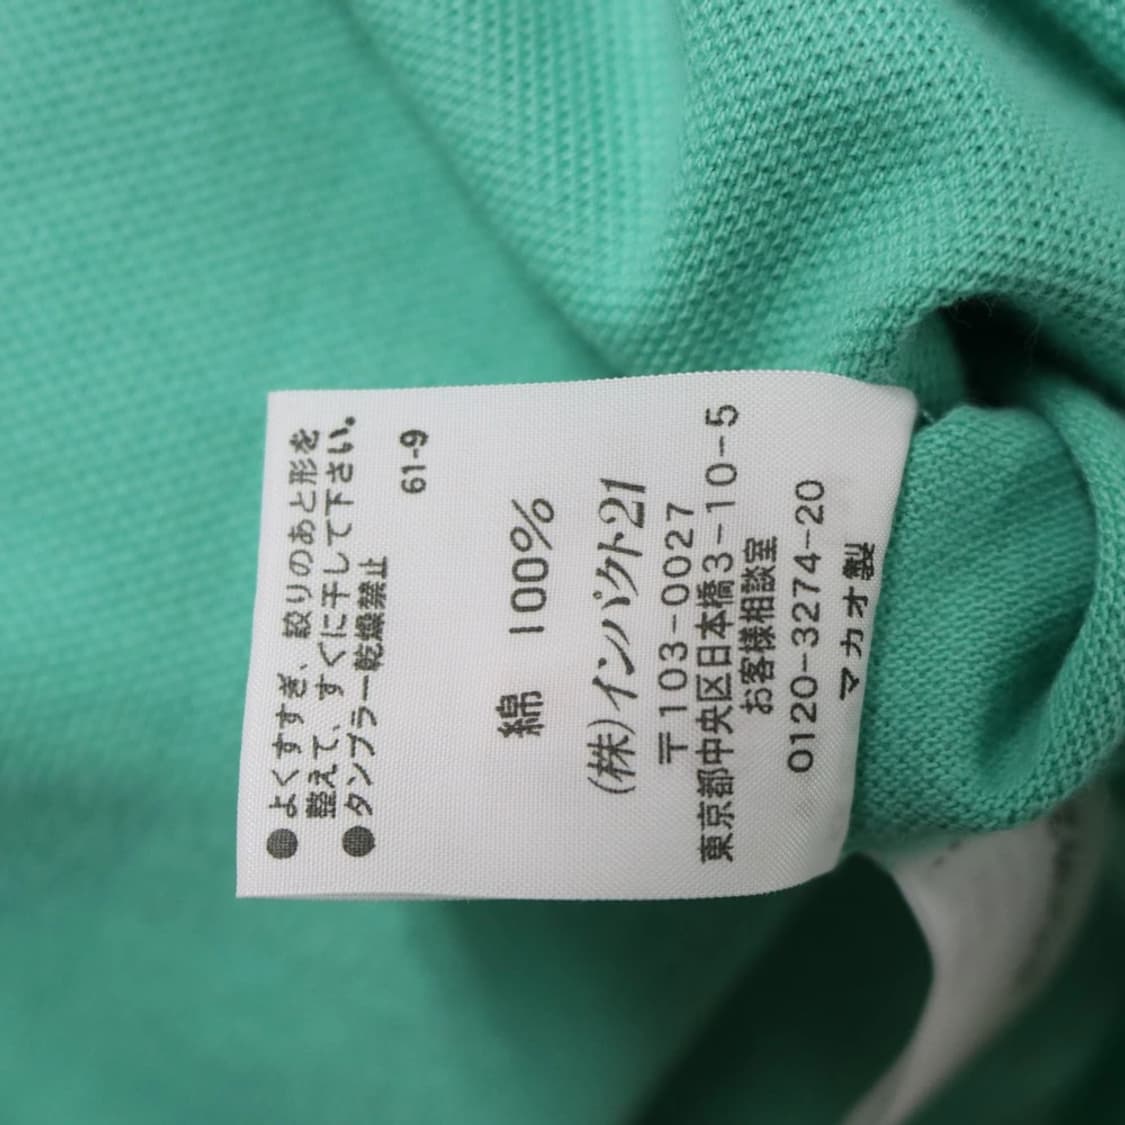 ●よくすすぎ、絞りのあと形を
整えて、すぐに干して下さい。
●タンブラー乾燥禁止
61-9
綿 100%
(株)インパクト21
〒103-0027
東京都中央区日本橋3-10-5
お客様相談室
0120-3274-20
マカオ製